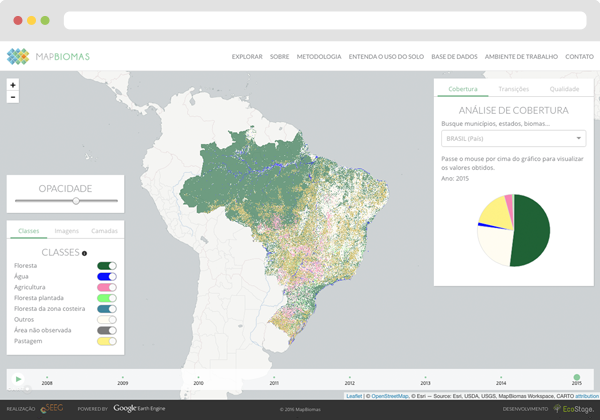 MAPBIOMAS
EXPLORAR SOBRE METODOLOGIA ENTENDA O USO DO SOLO BASE DE DADOS AMBIENTE DE TRABALHO CONTATO
+
-
Cobertura Transições Qualidade
ANÁLISE DE COBERTURA
Busque municípios, estados, biomas...
BRASIL (País)
Passe o mouse por cima do gráfico para visualizar
os valores obtidos.
Ano: 2015
OPACIDADE
Classes Imagens Camadas
CLASSES
Floresta
Água
Agricultura
Floresta plantada
Floresta da zona costeira
Outros
Área não observada
Pastagem
2008 2009 2010 2011 2012 2013 2014 2015
Leaflet | © OpenStreetMap, © Esri — Source: Esri, USDA, USGS, MapBiomas Workspace, CARTO attribution
REALIZAÇÃO SEEG POWERED BY Google Earth Engine © 2016 MapBiomas DESENVOLVIMENTO EcoStage.